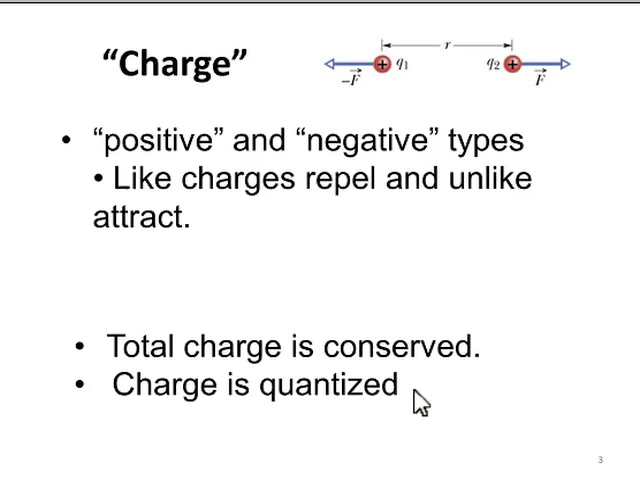 “Charge”
r
q1
q2
+
+
−F
F
• “positive” and “negative” types
• Like charges repel and unlike
attract.
• Total charge is conserved.
• Charge is quantized
3